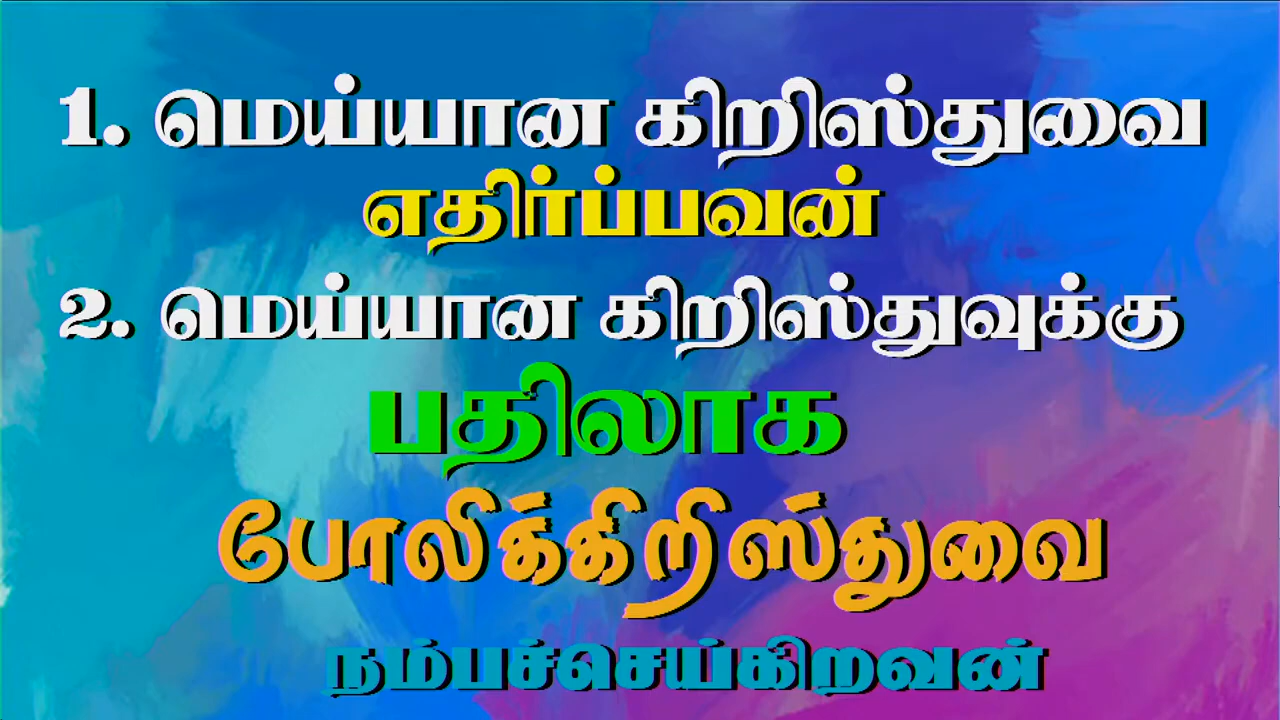 1. மெய்யான கிறிஸ்துவை
எதிர்ப்பவன்
2. மெய்யான கிறிஸ்துவுக்கு
பதிலாக
போலிக்கிறிஸ்துவை
நம்பச்செய்கிறவன்